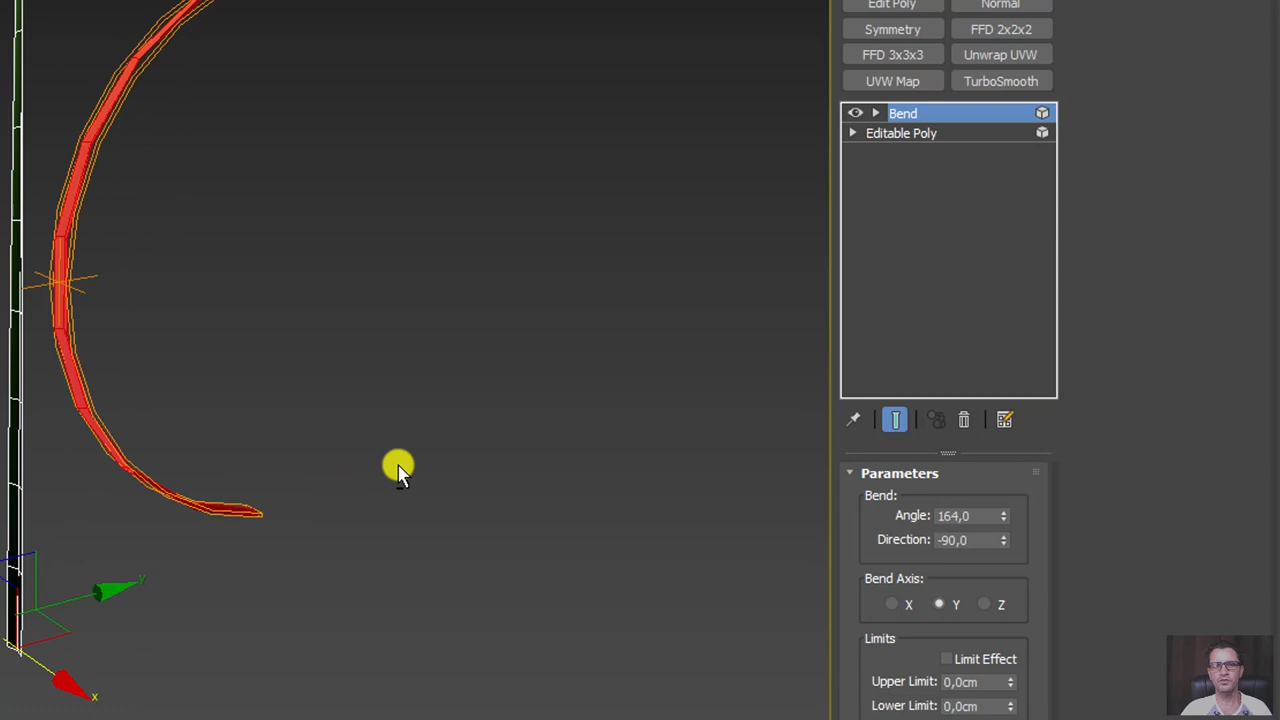 Edit Poly Normal
Symmetry FFD 2x2x2
FFD 3x3x3 Unwrap UVW
UVW Map TurboSmooth
Bend
Editable Poly
Parameters
Bend:
Angle: 164,0
Direction: -90,0
Bend Axis:
X Y Z
Limits
Limit Effect
Upper Limit: 0,0cm
Lower Limit: 0,0cm
y
x